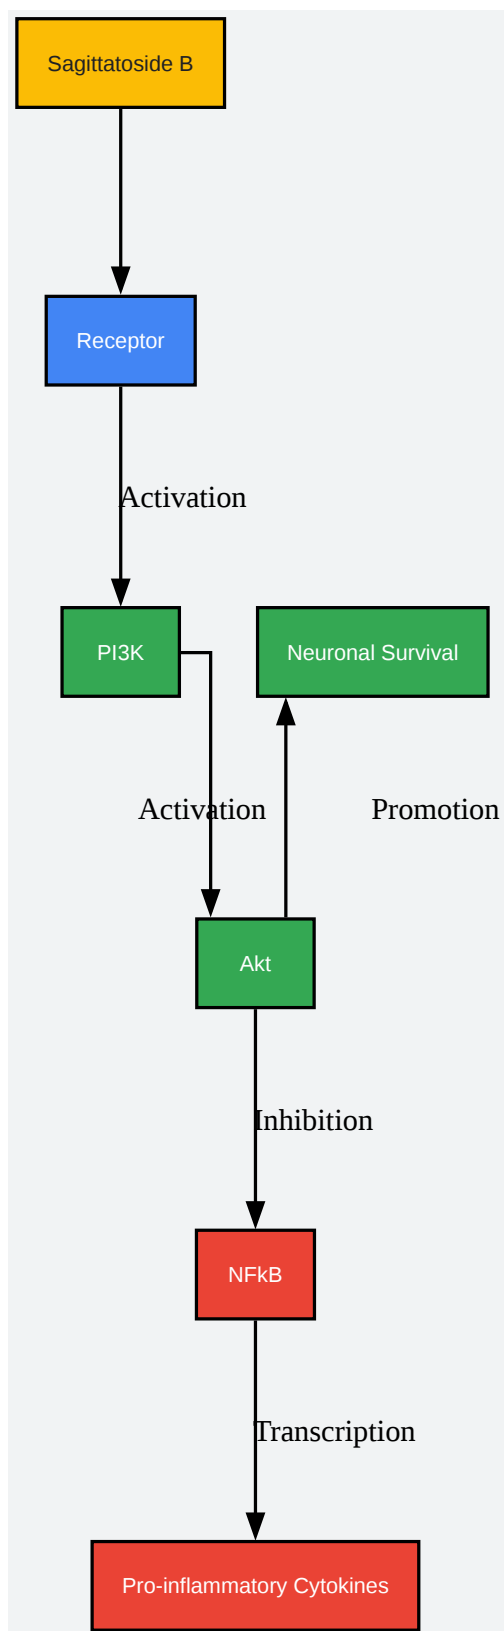 Sagittatoside B
Receptor
Activation
PI3K
Neuronal Survival
Activation
Promotion
Akt
Inhibition
NFkB
Transcription
Pro-inflammatory Cytokines